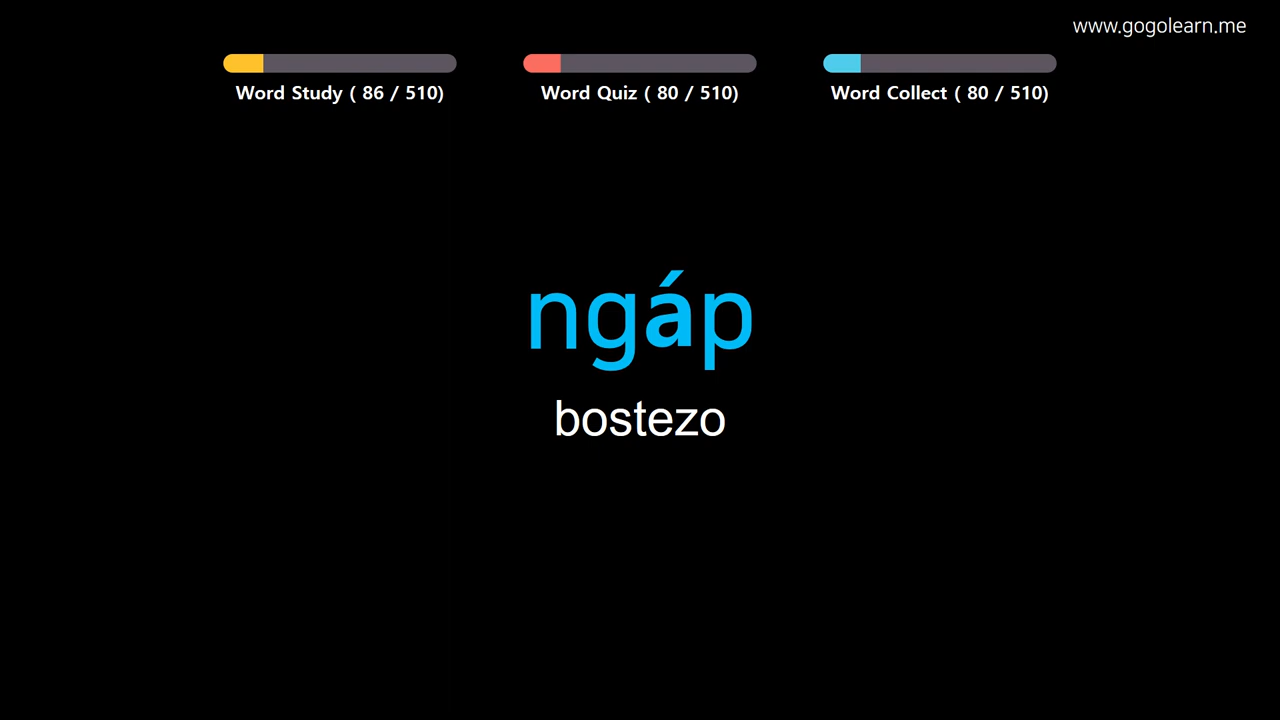 www.gogolearn.me
Word Study ( 86 / 510)
Word Quiz ( 80 / 510)
Word Collect ( 80 / 510)
ngáp
bostezo